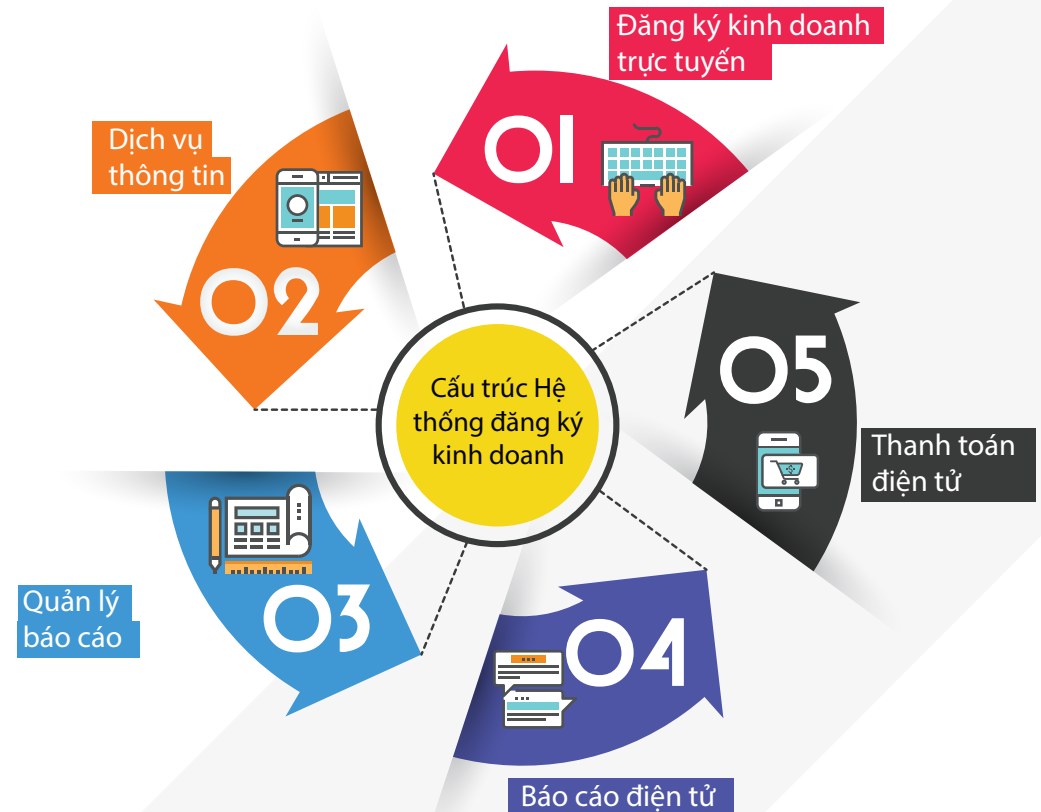 Đăng ký kinh doanh
trực tuyến
01
Dịch vụ
thông tin
02
Cấu trúc Hệ
thống đăng ký
kinh doanh
05
Thanh toán
điện tử
Quản lý
báo cáo
03
04
Báo cáo điện tử